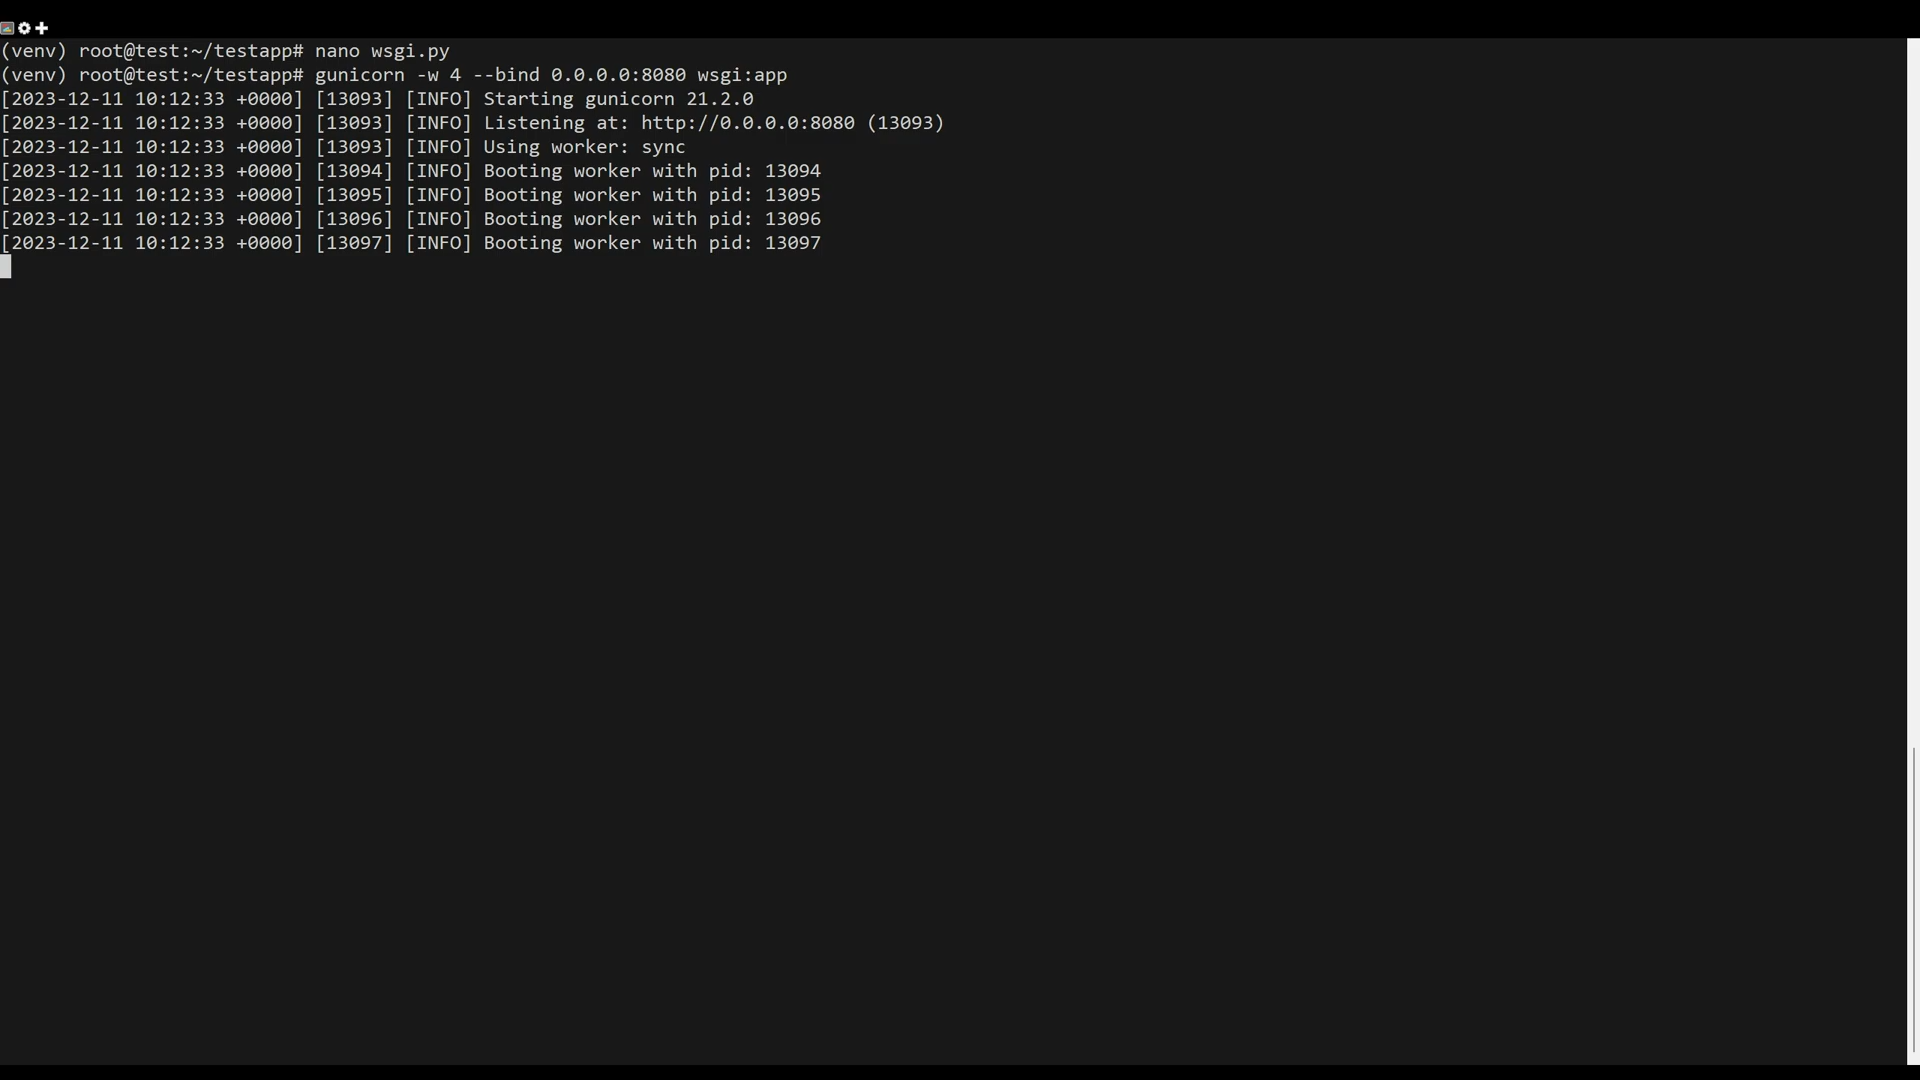 (venv) root@test:~/testapp# nano wsgi.py
(venv) root@test:~/testapp# gunicorn -w 4 --bind 0.0.0.0:8080 wsgi:app
[2023-12-11 10:12:33 +0000] [13093] [INFO] Starting gunicorn 21.2.0
[2023-12-11 10:12:33 +0000] [13093] [INFO] Listening at: http://0.0.0.0:8080 (13093)
[2023-12-11 10:12:33 +0000] [13093] [INFO] Using worker: sync
[2023-12-11 10:12:33 +0000] [13094] [INFO] Booting worker with pid: 13094
[2023-12-11 10:12:33 +0000] [13095] [INFO] Booting worker with pid: 13095
[2023-12-11 10:12:33 +0000] [13096] [INFO] Booting worker with pid: 13096
[2023-12-11 10:12:33 +0000] [13097] [INFO] Booting worker with pid: 13097